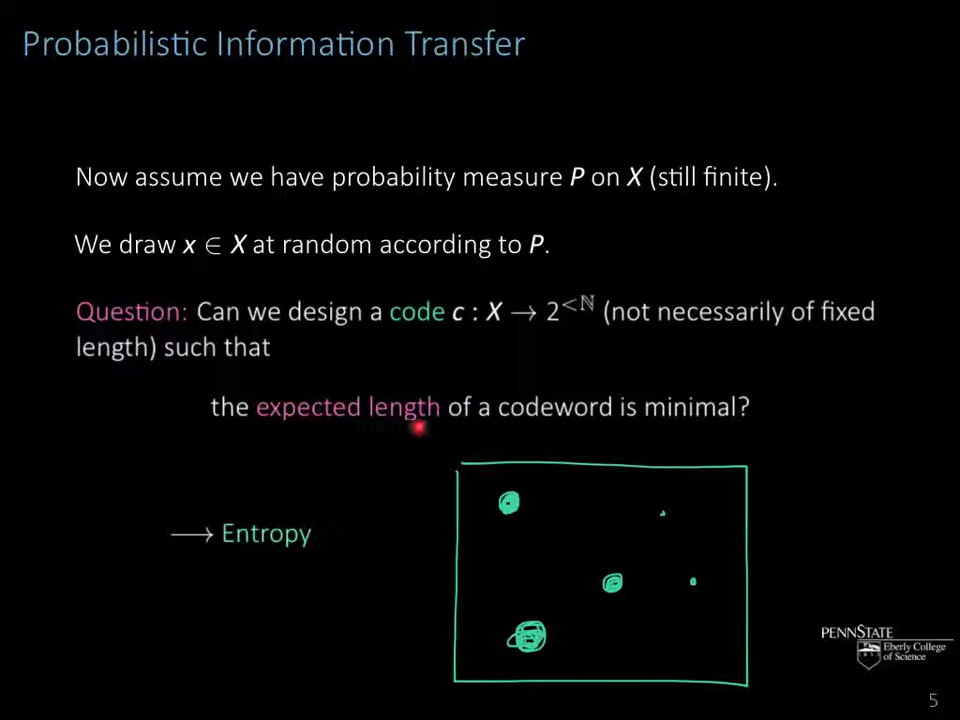 Probabilistic Information Transfer
Now assume we have probability measure P on X (still finite).
We draw x ∈ X at random according to P.
Question: Can we design a code c : X → 2^{<ℕ} (not necessarily of fixed
length) such that
the expected length of a codeword is minimal?
→ Entropy
PENNSTATE
Eberly College
of Science
5